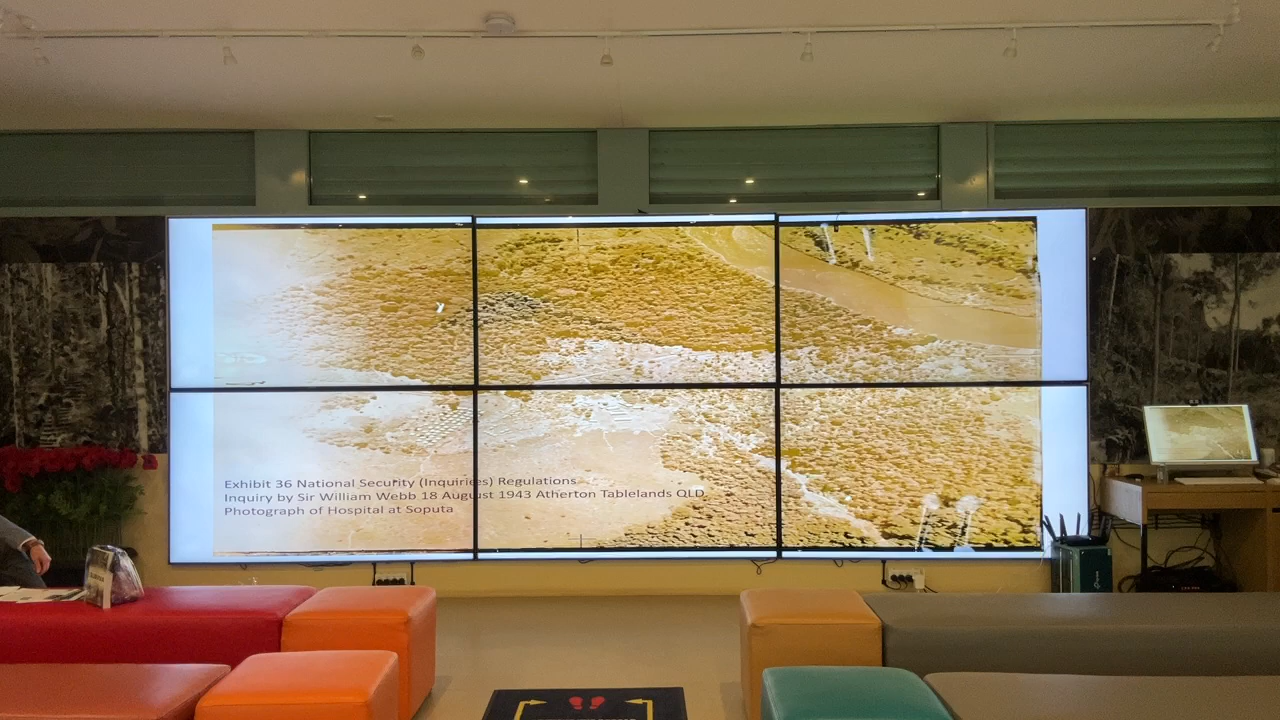 Exhibit 36 National Security (Inquiries) Regulations
Inquiry by Sir William Webb 18 August 1943 Atherton Tablelands QLD
Photograph of Hospital at Soputa